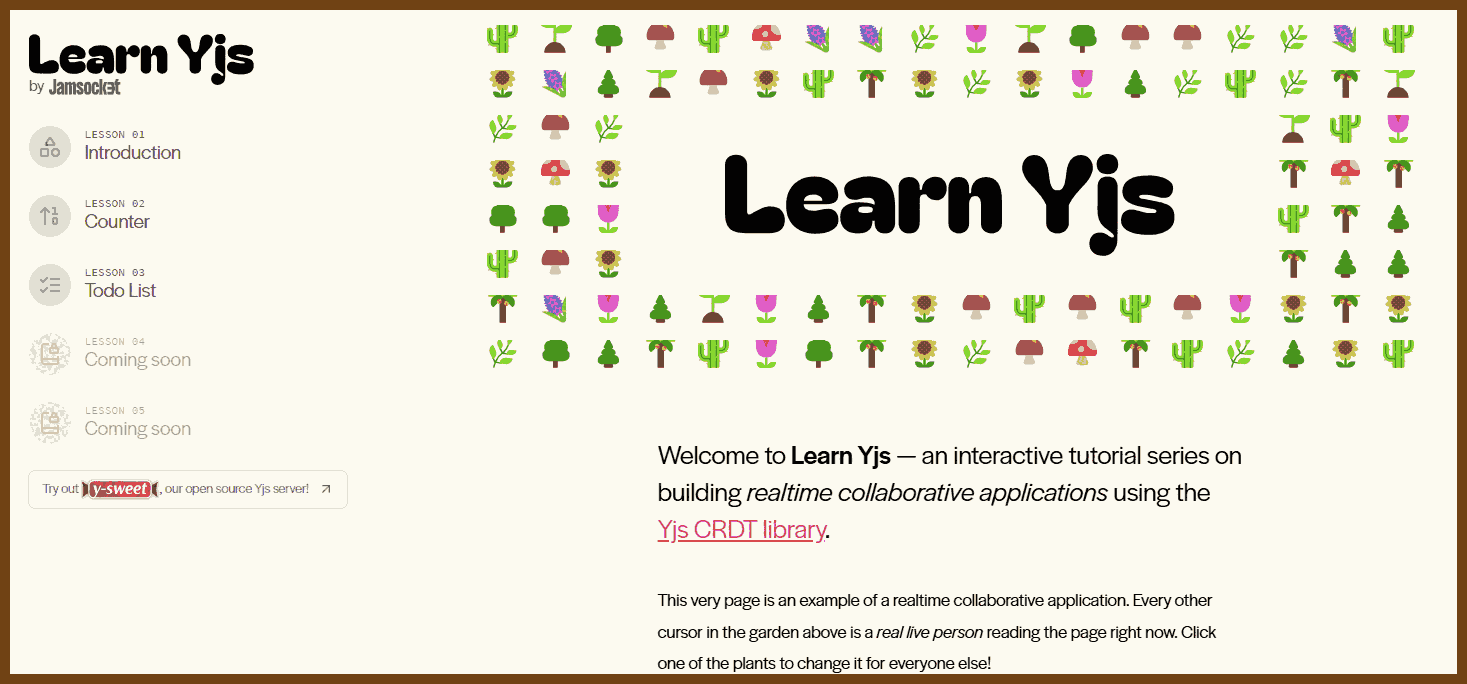 Learn Yjs
by Jamsocket
LESSON 01
Introduction
LESSON 02
Counter
LESSON 03
Todo List
LESSON 04
Coming soon
LESSON 05
Coming soon
Try out y-sweet, our open source Yjs server!
Learn Yjs
Welcome to Learn Yjs — an interactive tutorial series on
building realtime collaborative applications using the
Yjs CRDT library.
This very page is an example of a realtime collaborative application. Every other
cursor in the garden above is a real live person reading the page right now. Click
one of the plants to change it for everyone else!